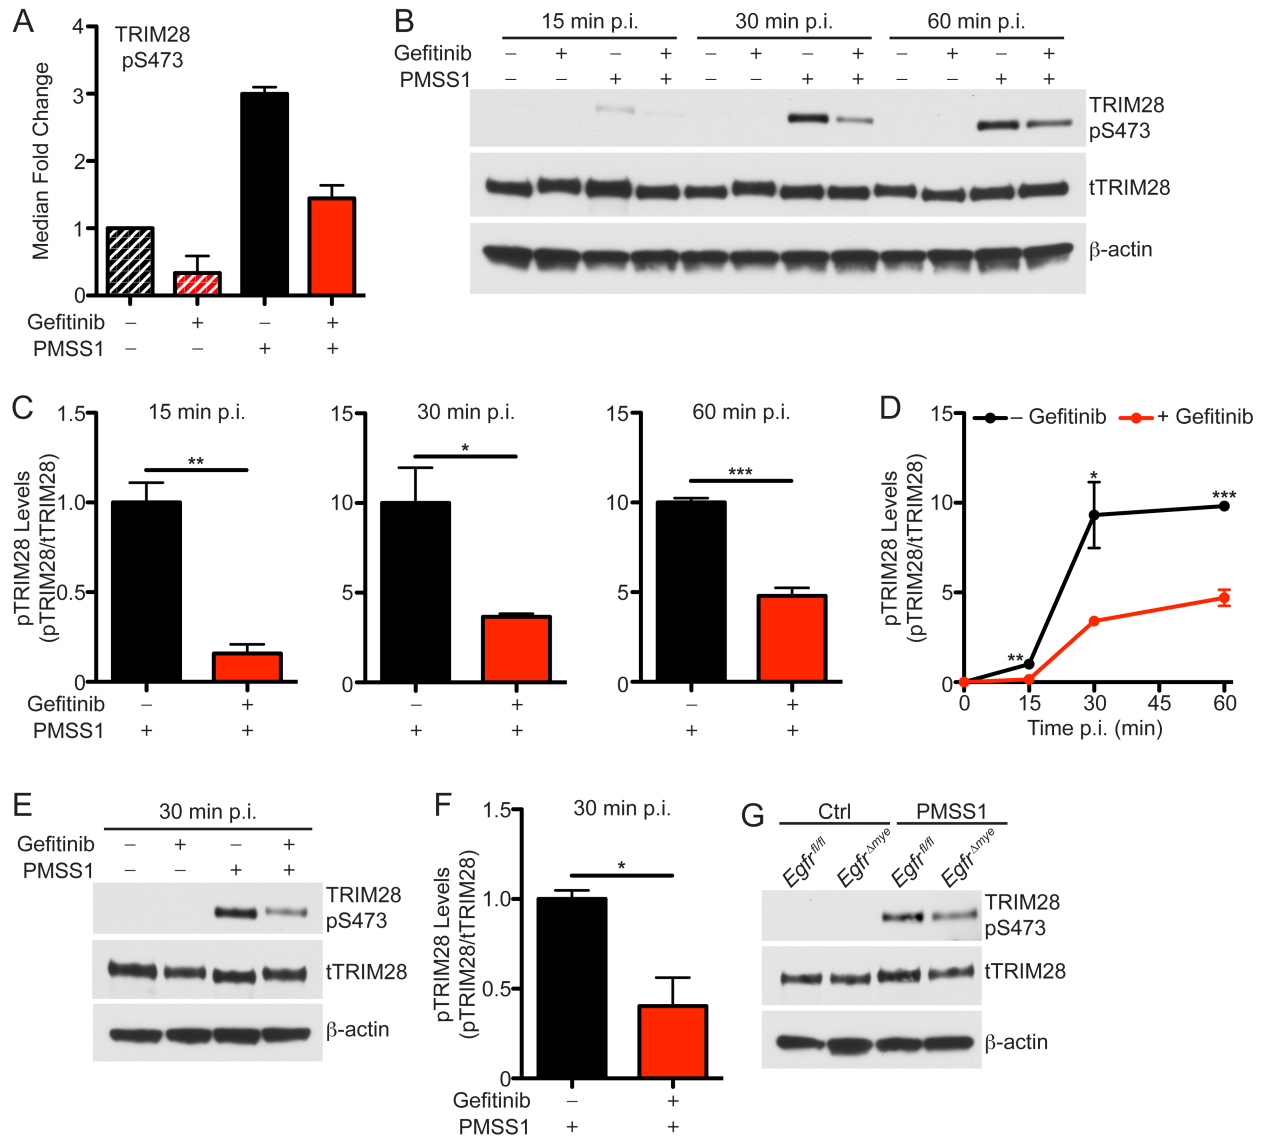 A
TRIM28
pS473
Median Fold Change
4
3
2
1
0
Gefitinib – + – +
PMSS1 – – + +
B
15 min p.i. 30 min p.i. 60 min p.i.
Gefitinib – + – + – + – + – + – +
PMSS1 – – + + – – + + – – + +
TRIM28
pS473
tTRIM28
β-actin
C
15 min p.i. 30 min p.i. 60 min p.i.
pTRIM28 Levels
(pTRIM28/tTRIM28)
1.5 15 15
1.0 10 10
0.5 5 5
0 0 0
** * ***
Gefitinib – + – + – +
PMSS1 + + + + + +
D
– Gefitinib + Gefitinib
pTRIM28 Levels
(pTRIM28/tTRIM28)
15
10
5
0
** * ***
0 15 30 45 60
Time p.i. (min)
E
30 min p.i.
Gefitinib – + – +
PMSS1 – – + +
TRIM28
pS473
tTRIM28
β-actin
F
30 min p.i.
pTRIM28 Levels
(pTRIM28/tTRIM28)
1.5
1.0
0.5
0
*
Gefitinib – +
PMSS1 + +
G
Ctrl PMSS1
Egfr^fl/fl Egfr^Δmye Egfr^fl/fl Egfr^Δmye
TRIM28
pS473
tTRIM28
β-actin